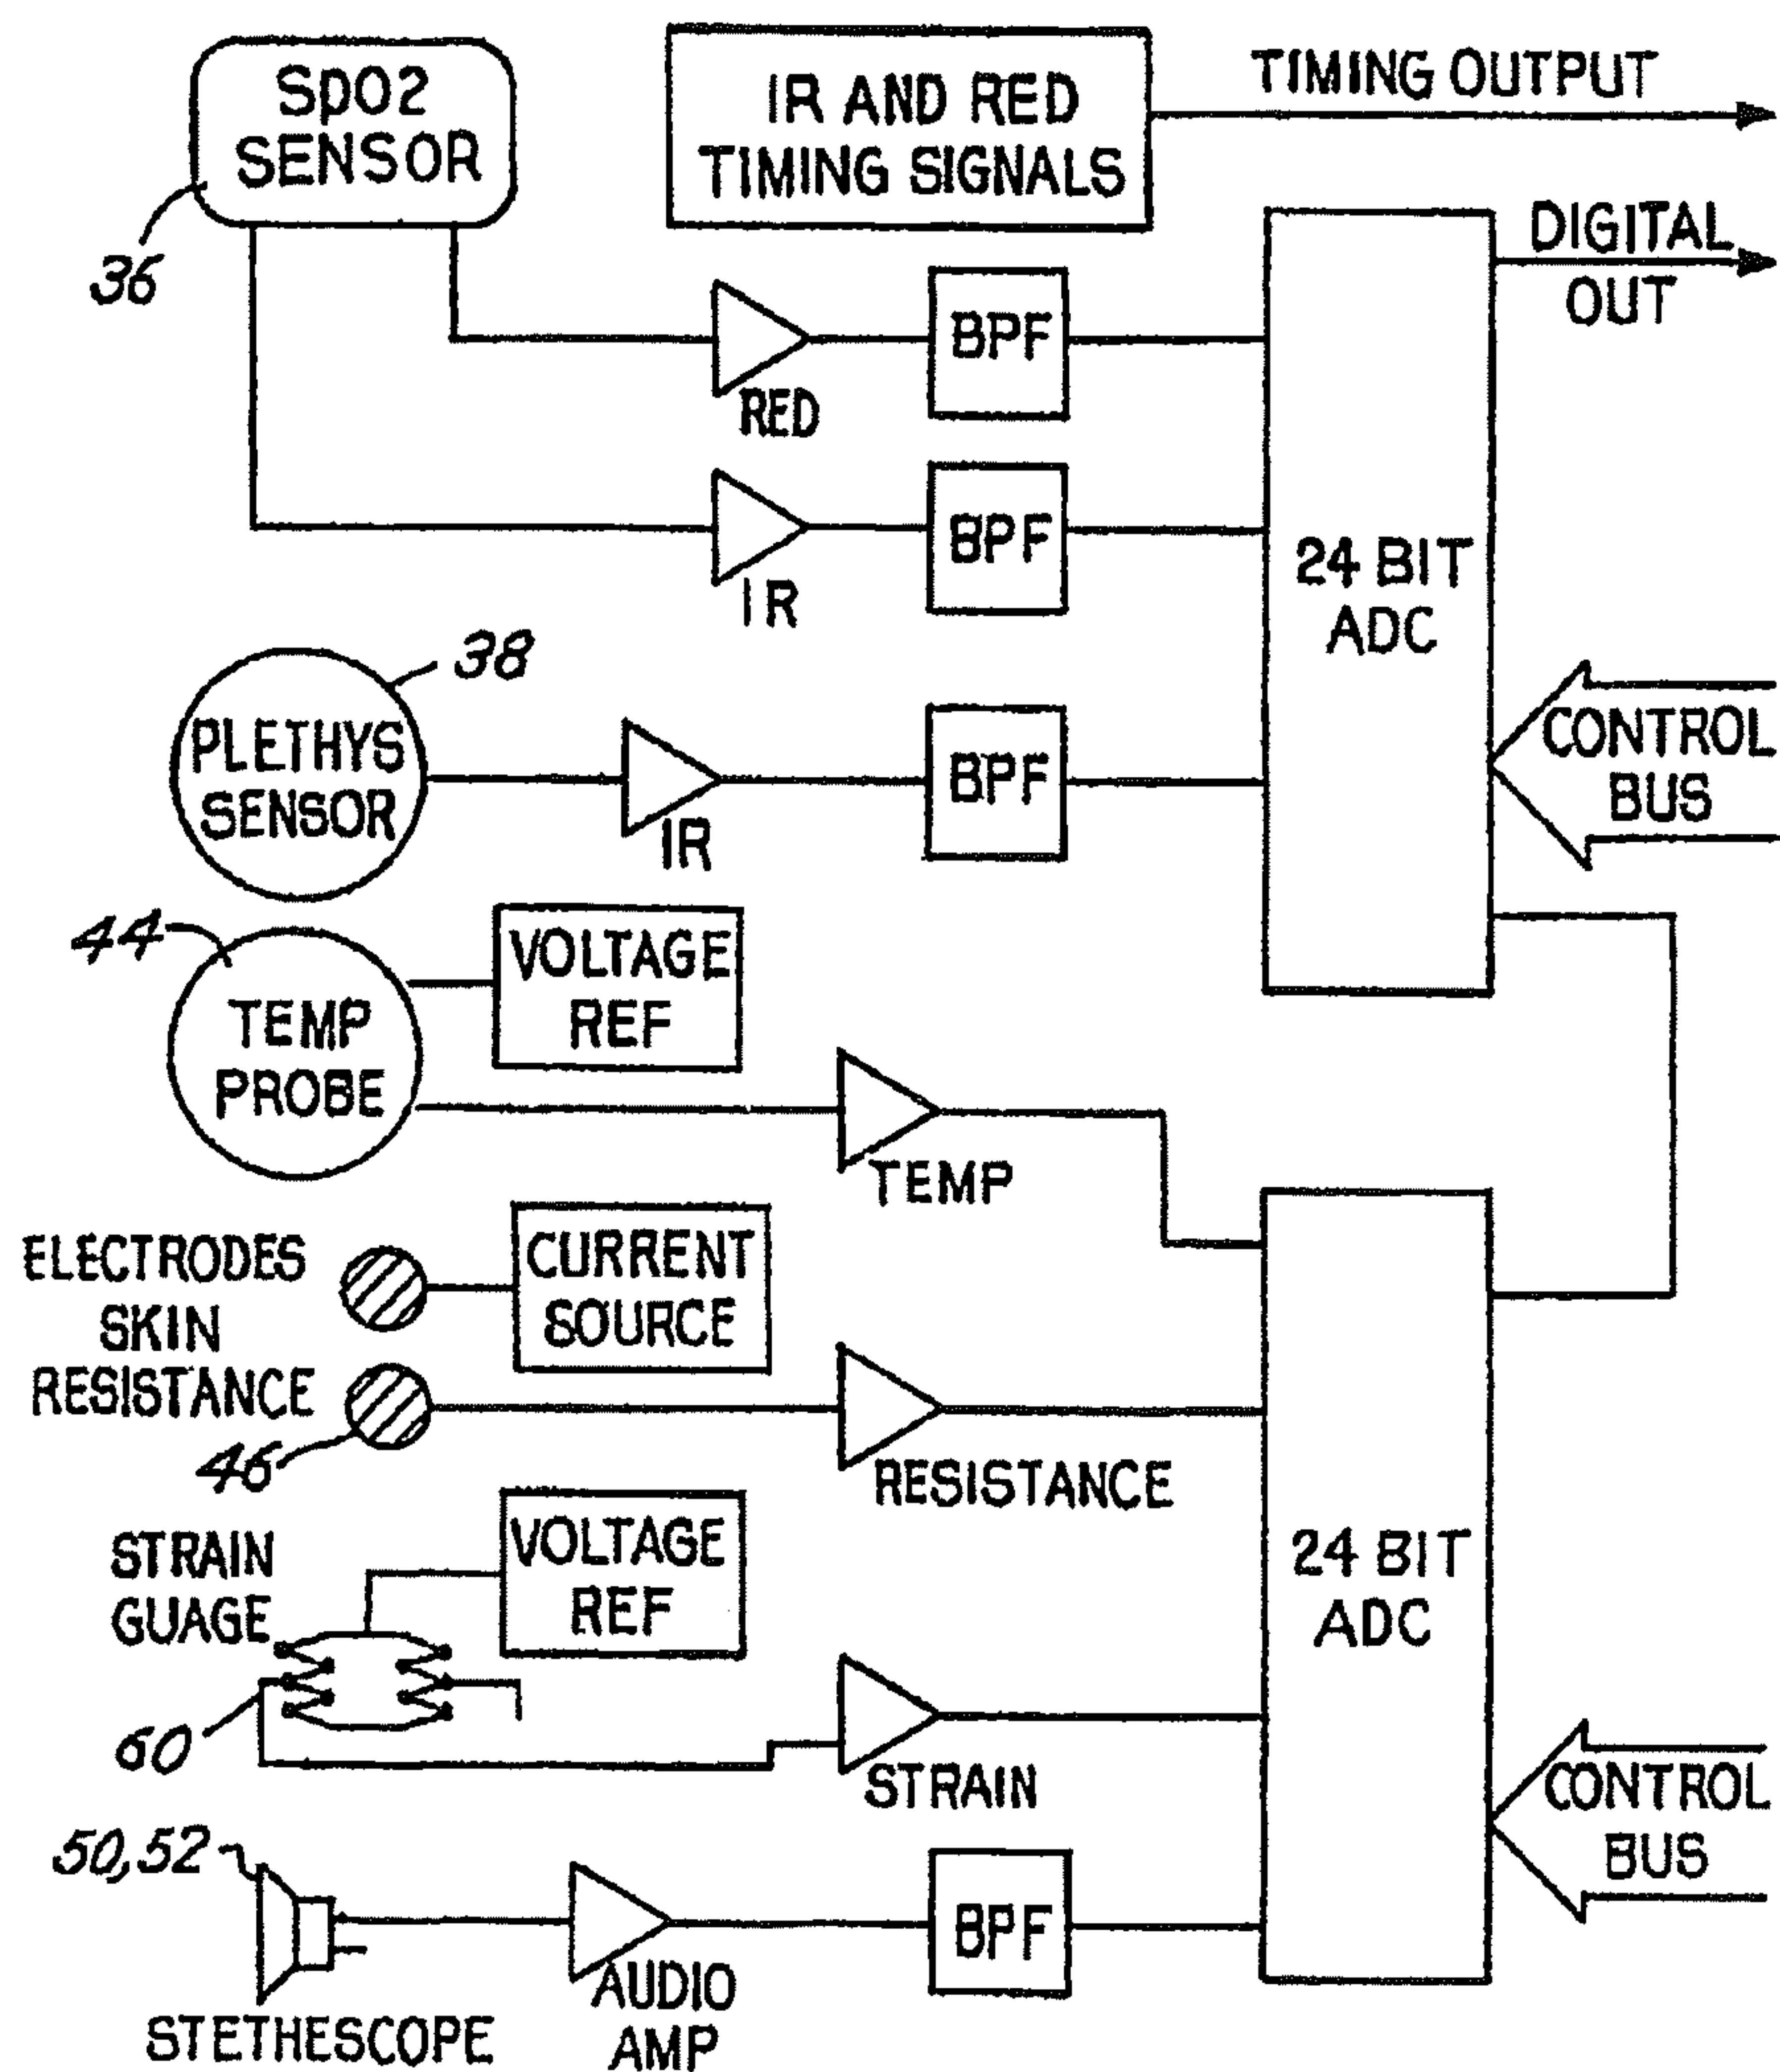 SpO2
SENSOR
36
IR AND RED
TIMING SIGNALS
TIMING OUTPUT
DIGITAL
OUT
RED
BPF
IR
BPF
24 BIT
ADC
38
PLETHYS
SENSOR
IR
BPF
CONTROL
BUS
44
TEMP
PROBE
VOLTAGE
REF
TEMP
ELECTRODES
SKIN
RESISTANCE
46
CURRENT
SOURCE
RESISTANCE
STRAIN
GUAGE
60
VOLTAGE
REF
STRAIN
24 BIT
ADC
CONTROL
BUS
50,52
STETHESCOPE
AUDIO
AMP
BPF